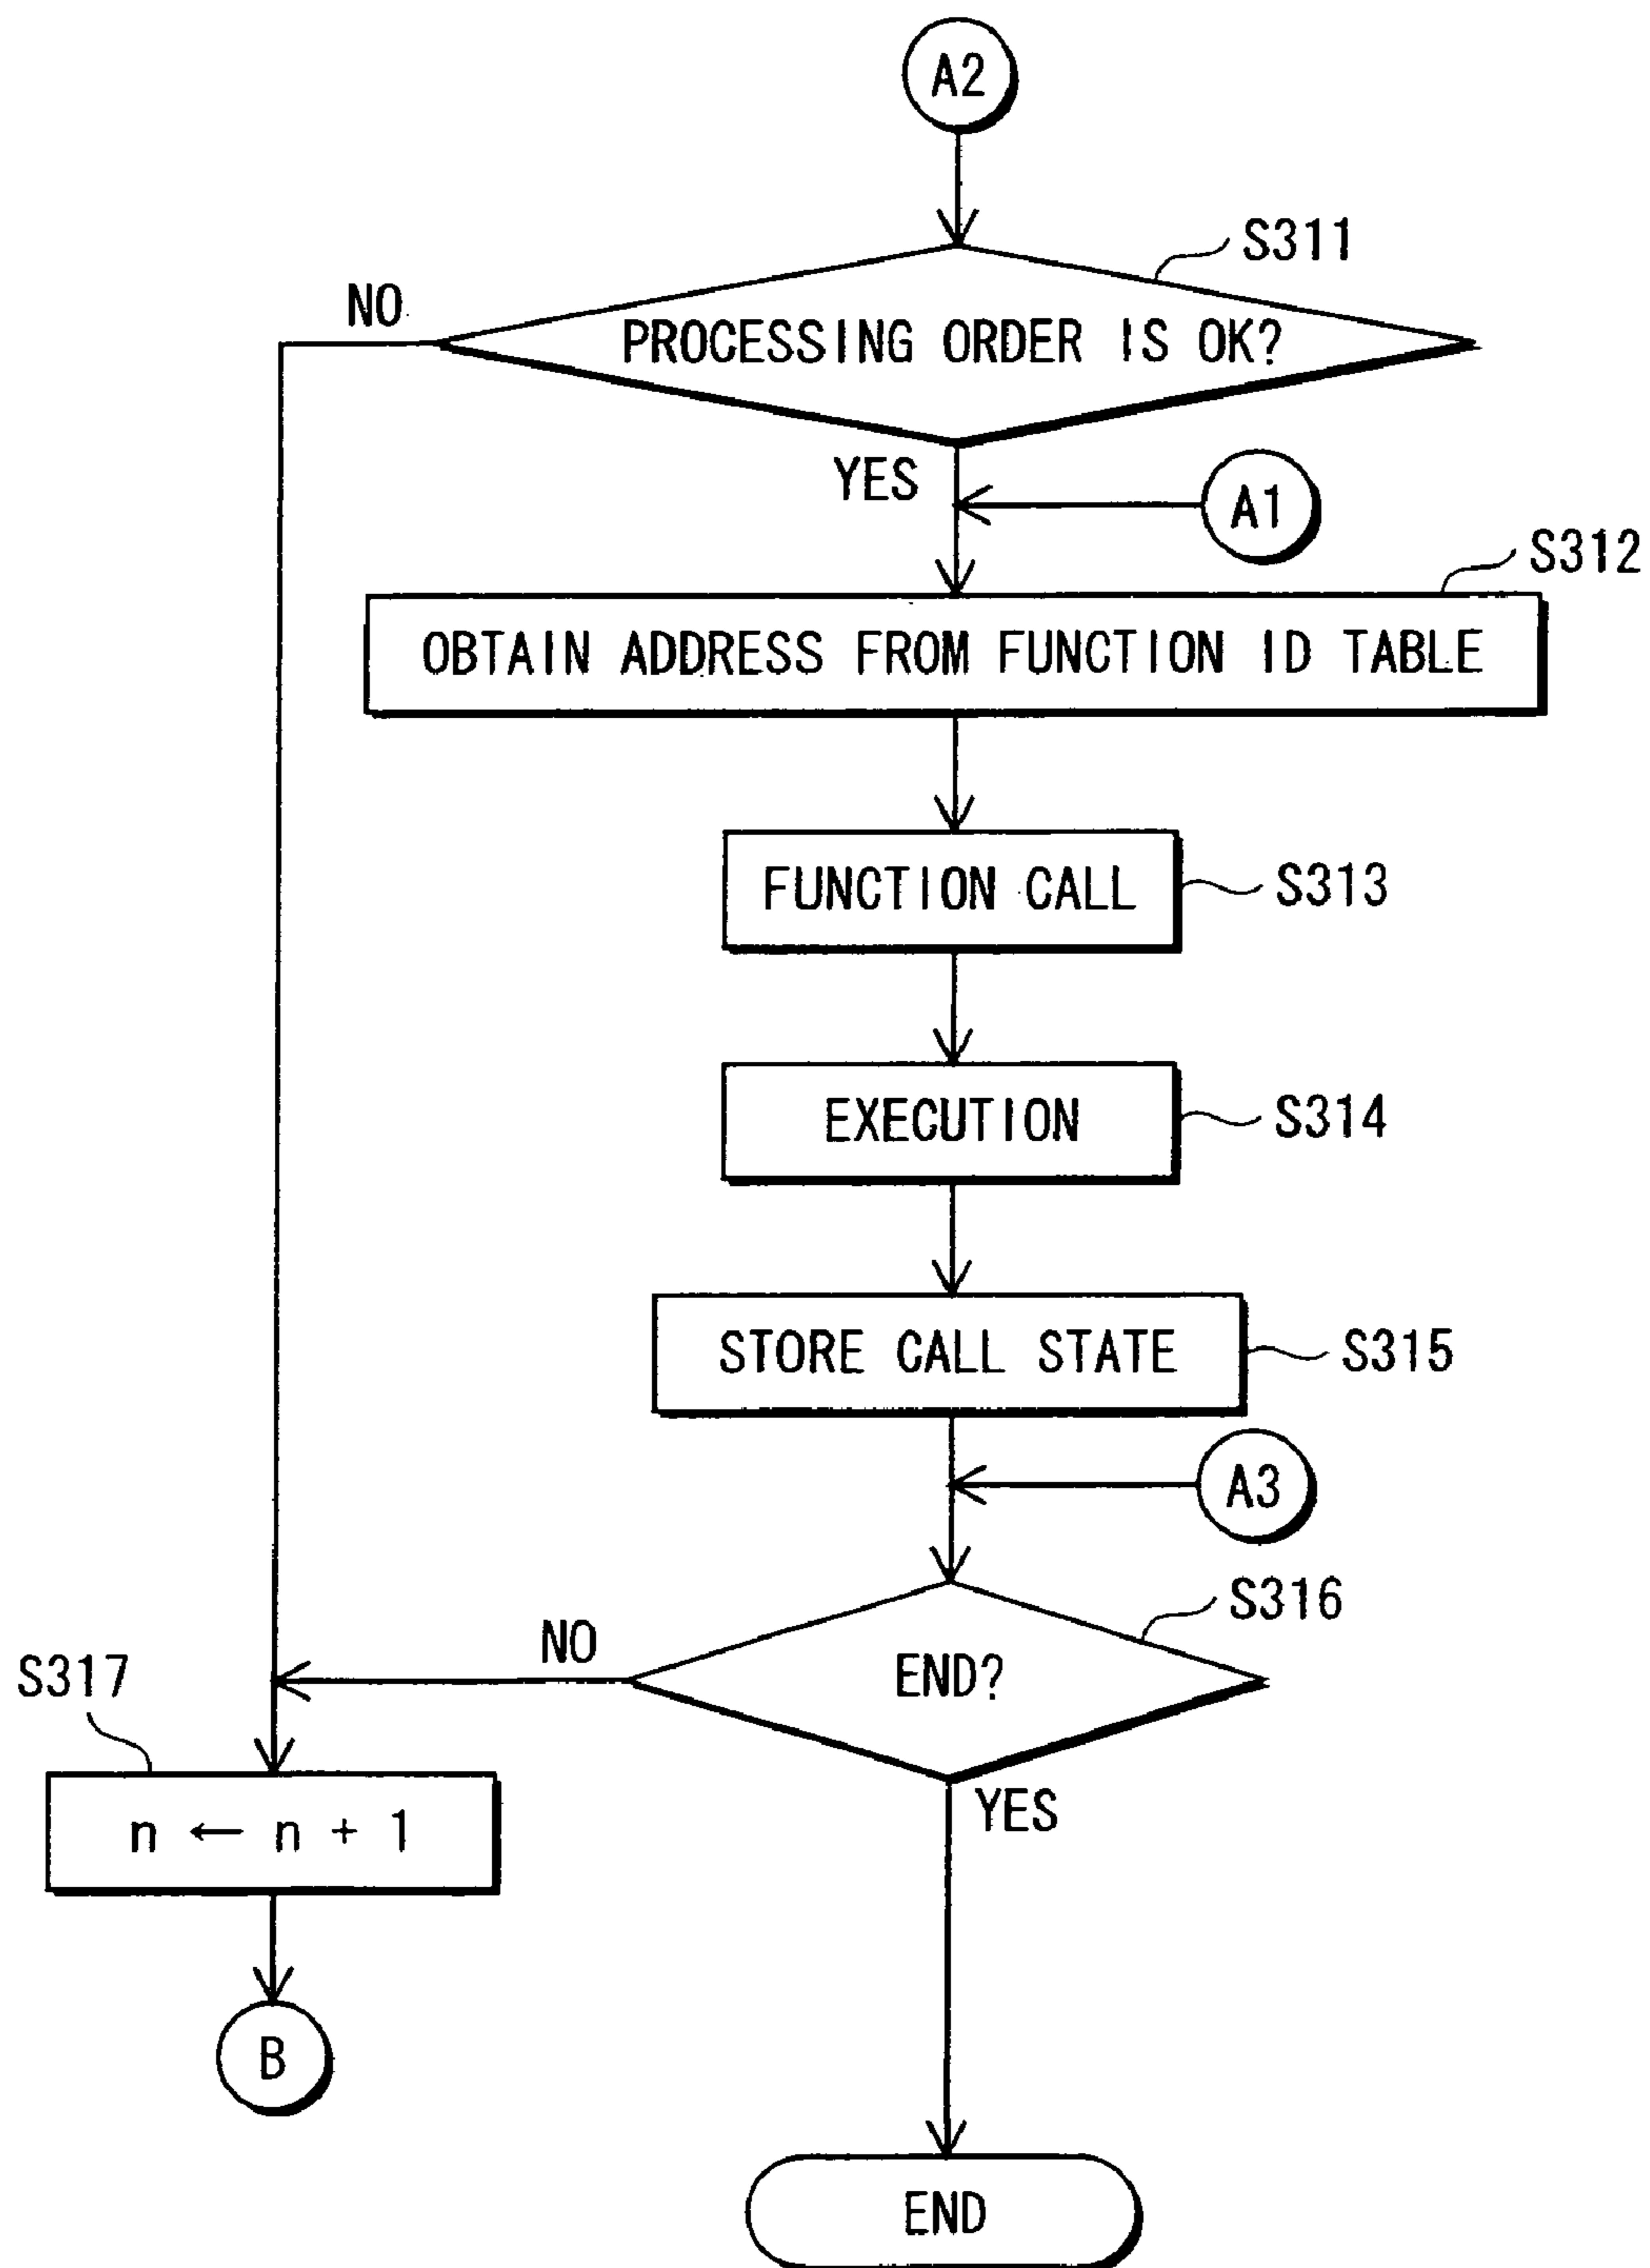 A2
S311
NO
PROCESSING ORDER IS OK?
YES
A1
S312
OBTAIN ADDRESS FROM FUNCTION ID TABLE
FUNCTION CALL
S313
EXECUTION
S314
STORE CALL STATE
S315
A3
S316
NO
END?
S317
YES
n ← n + 1
B
END